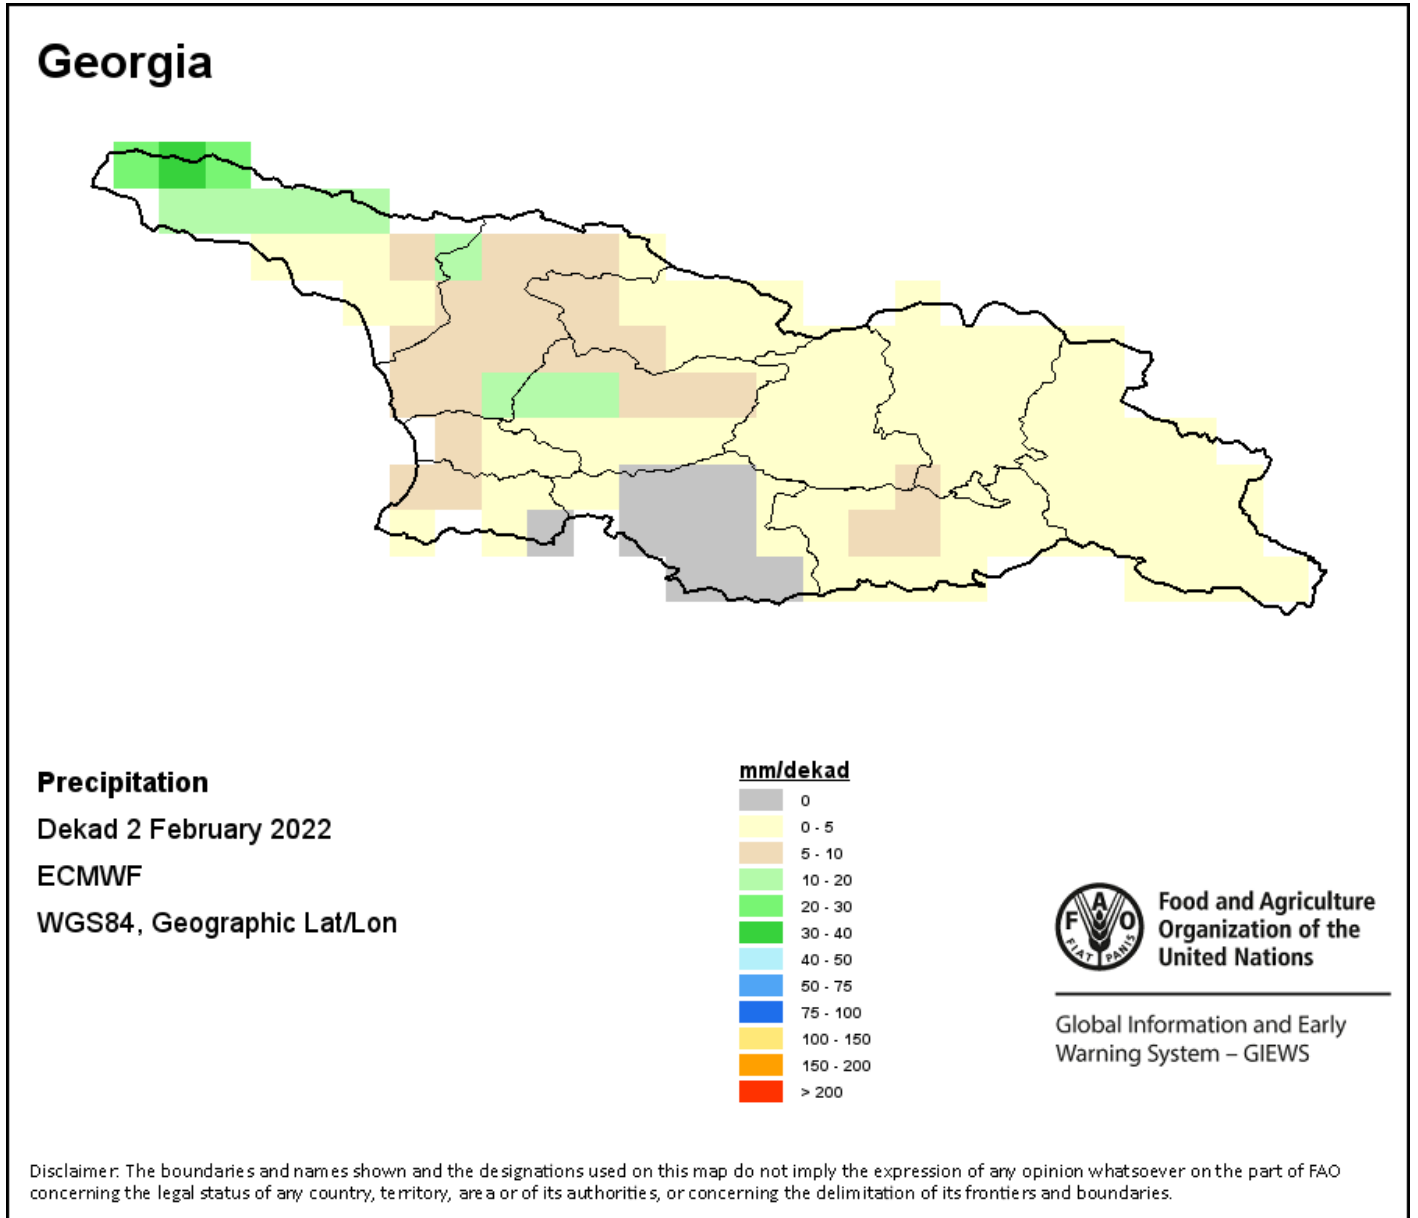 Georgia
Precipitation
Dekad 2 February 2022
ECMWF
WGS84, Geographic Lat/Lon
mm/dekad
0
0 - 5
5 - 10
10 - 20
20 - 30
30 - 40
40 - 50
50 - 75
75 - 100
100 - 150
150 - 200
> 200
F A O
FIAT PANIS
Food and Agriculture
Organization of the
United Nations
Global Information and Early
Warning System – GIEWS
Disclaimer: The boundaries and names shown and the designations used on this map do not imply the expression of any opinion whatsoever on the part of FAO
concerning the legal status of any country, territory, area or of its authorities, or concerning the delimitation of its frontiers and boundaries.